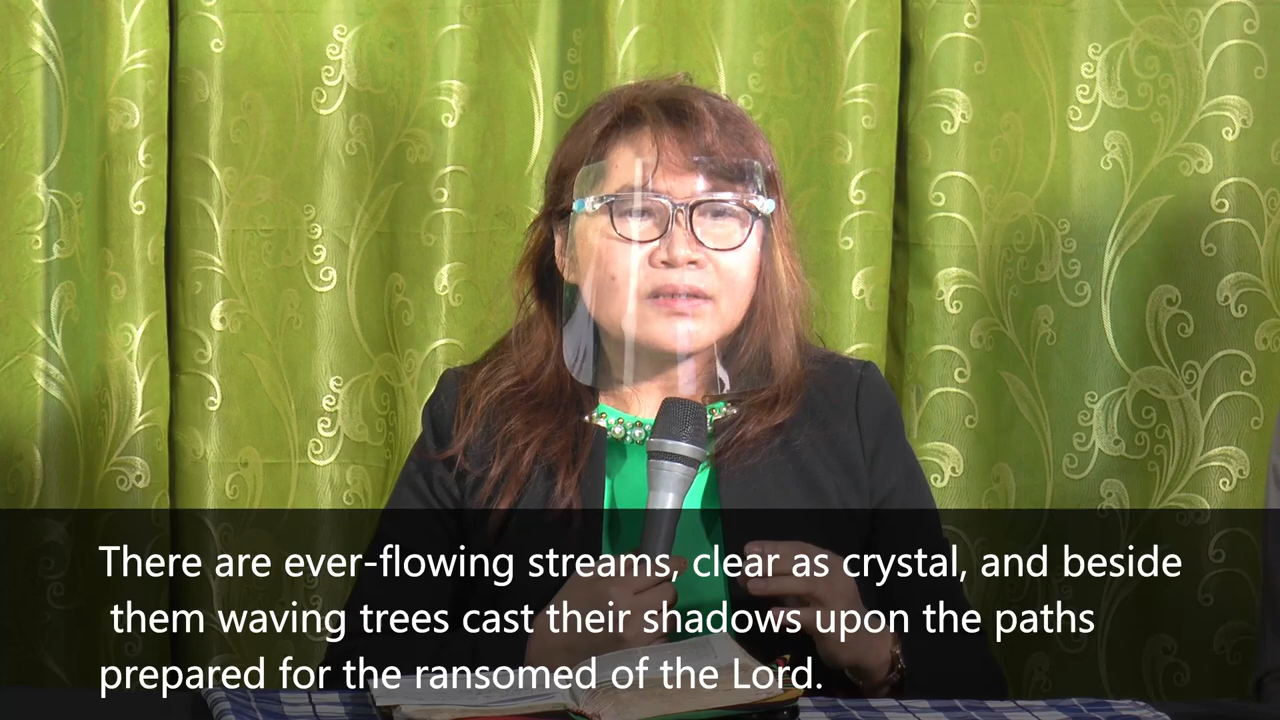 There are ever-flowing streams, clear as crystal, and beside
them waving trees cast their shadows upon the paths
prepared for the ransomed of the Lord.